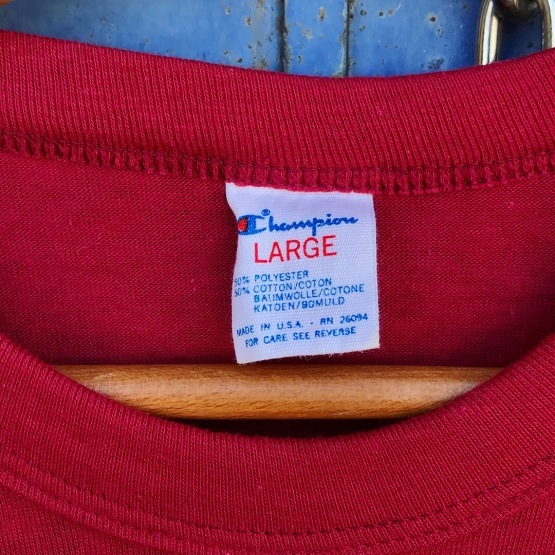 Champion
LARGE
50% POLYESTER
50% COTTON/COTON
BAUMWOLLE/COTONE
KATOEN/BOMULD
MADE IN U.S.A. - RN 26094
FOR CARE SEE REVERSE